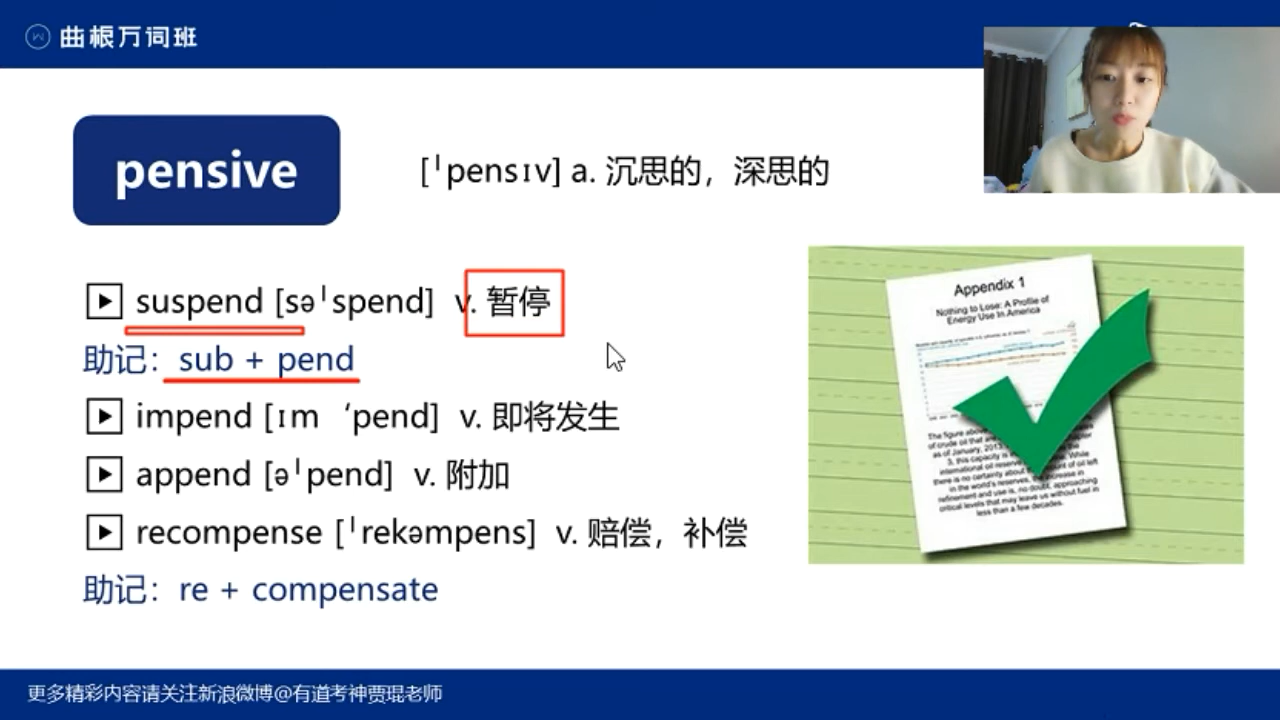 曲根万词班
pensive
[ˈpensɪv] a. 沉思的，深思的
suspend [səˈspend] v. 暂停
助记：sub + pend
impend [ɪm ‘pend] v. 即将发生
append [əˈpend] v. 附加
recompense [ˈrekəmpens] v. 赔偿，补偿
助记：re + compensate
Appendix 1
Nothing to Lose: A Profile of
Energy Use In America
更多精彩内容请关注新浪微博@有道考神贾琨老师